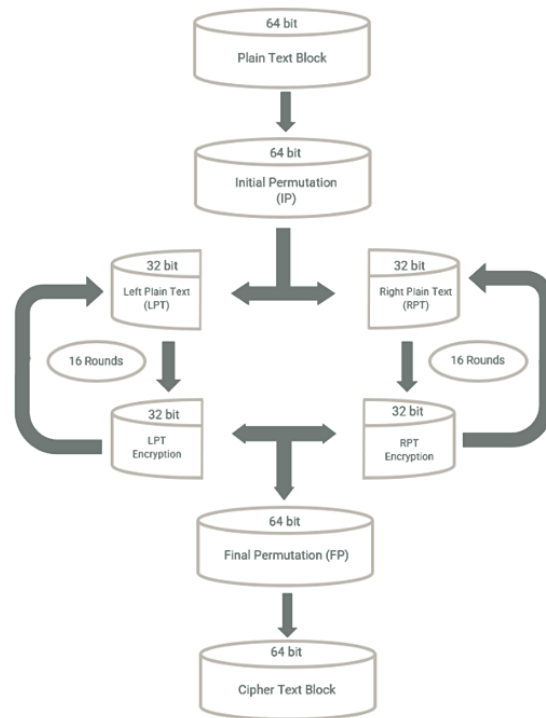 64 bit
Plain Text Block
64 bit
Initial Permutation
(IP)
32 bit
Left Plain Text
(LPT)
32 bit
Right Plain Text
(RPT)
16 Rounds
16 Rounds
32 bit
LPT
Encryption
32 bit
RPT
Encryption
64 bit
Final Permutation (FP)
64 bit
Cipher Text Block